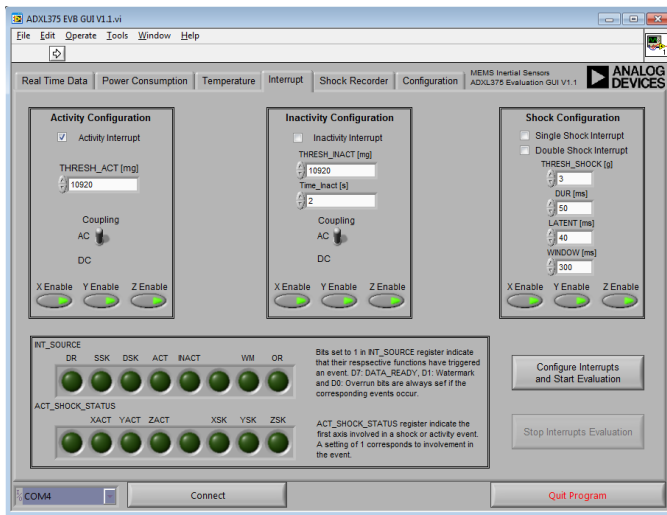 ADXL375 EVB GUI V1.1.vi
File Edit Operate Tools Window Help
1
Real Time Data Power Consumption Temperature Interrupt Shock Recorder Configuration
MEMS Inertial Sensors
ADXL375 Evaluation GUI V1.1
ANALOG
DEVICES
Activity Configuration
Activity Interrupt
THRESH_ACT [mg]
10920
Coupling
AC
DC
X Enable Y Enable Z Enable
Inactivity Configuration
Inactivity Interrupt
THRESH_INACT [mg]
10920
Time_Inact [s]
2
Coupling
AC
DC
X Enable Y Enable Z Enable
Shock Configuration
Single Shock Interrupt
Double Shock Interrupt
THRESH_SHOCK [g]
3
DUR [ms]
50
LATENT [ms]
40
WINDOW [ms]
300
X Enable Y Enable Z Enable
INT_SOURCE
DR SSK DSK ACT INACT WM OR
Bits set to 1 in INT_SOURCE register indicate
that their respsective functions have triggered
an event. D7: DATA_READY, D1: Watermark
and D0: Overrun bits are always sef if the
corresponding events occur.
ACT_SHOCK_STATUS
XACT YACT ZACT XSK YSK ZSK
ACT_SHOCK_STATUS register indicate the
first axis involved in a shock or activity event.
A setting of 1 corresponds to involvement in
the event.
Configure Interrupts
and Start Evaluation
Stop Interrupts Evaluation
COM4
Connect
Quit Program